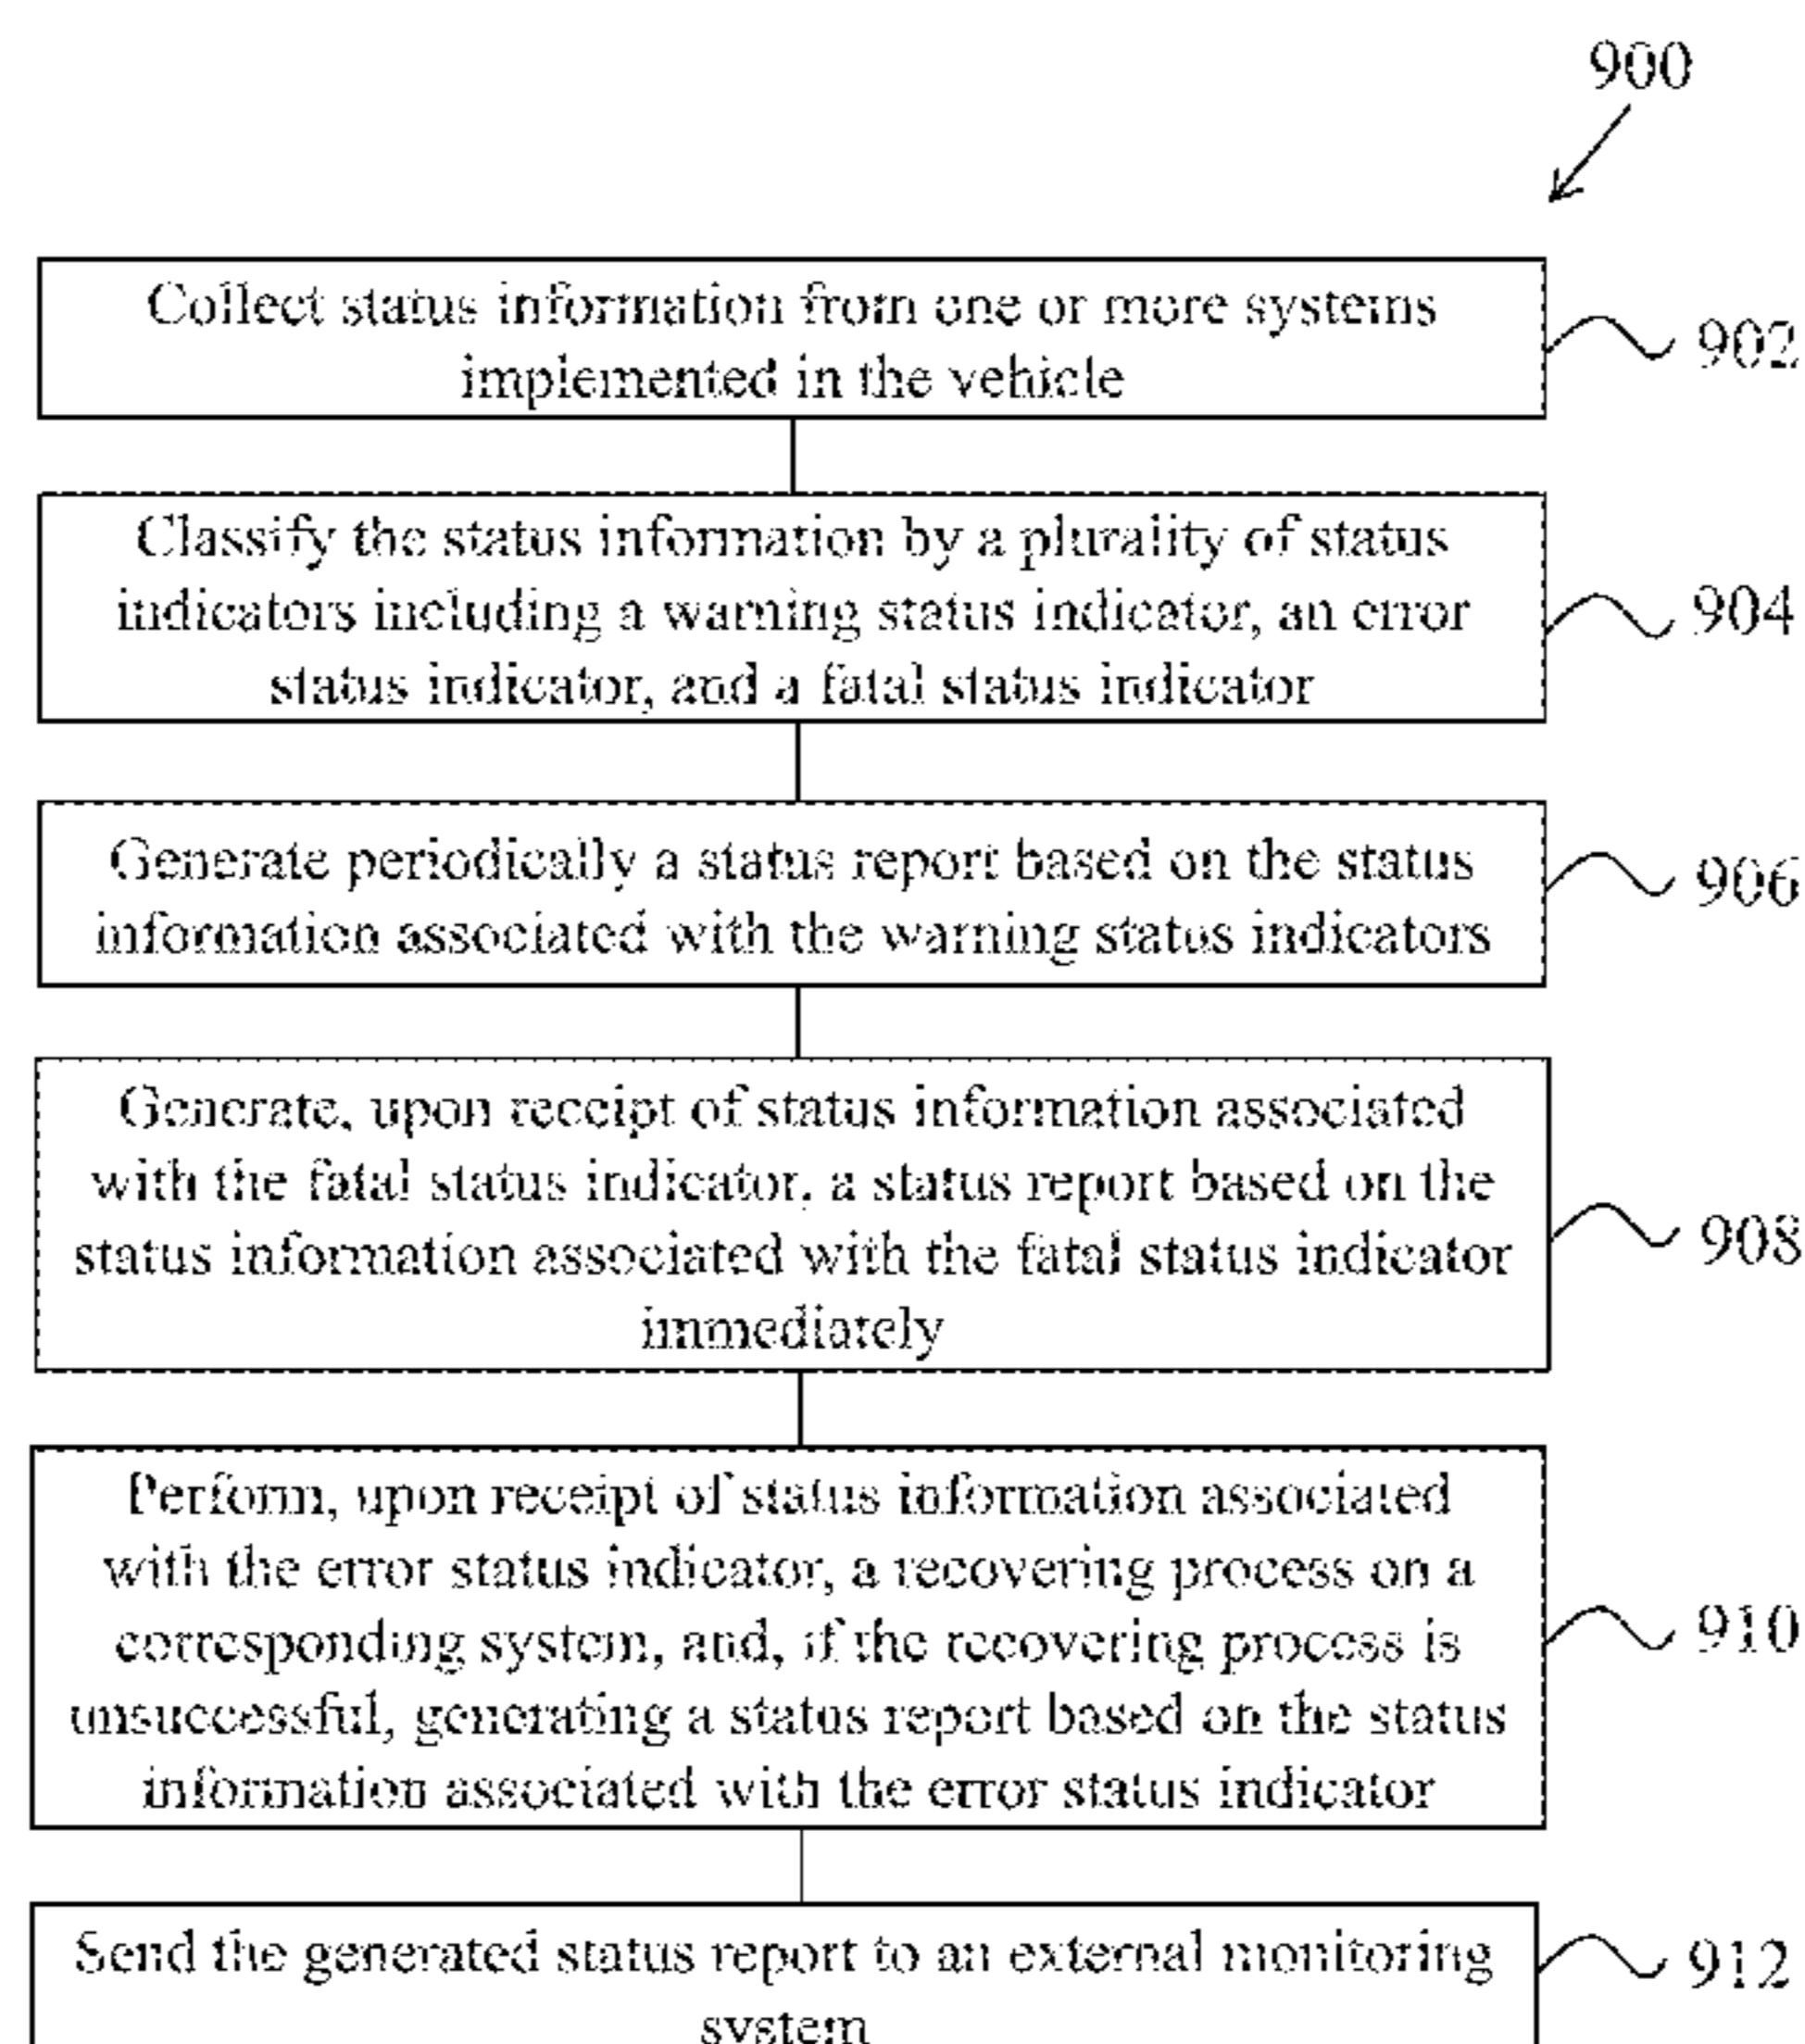 900
Collect status information from one or more systems
implemented in the vehicle
902
Classify the status information by a plurality of status
indicators including a warning status indicator, an error
status indicator, and a fatal status indicator
904
Generate periodically a status report based on the status
information associated with the warning status indicators
906
Generate, upon receipt of status information associated
with the fatal status indicator, a status report based on the
status information associated with the fatal status indicator
immediately
908
Perform, upon receipt of status information associated
with the error status indicator, a recovering process on a
corresponding system, and, if the recovering process is
unsuccessful, generating a status report based on the status
information associated with the error status indicator
910
Send the generated status report to an external monitoring
system
912